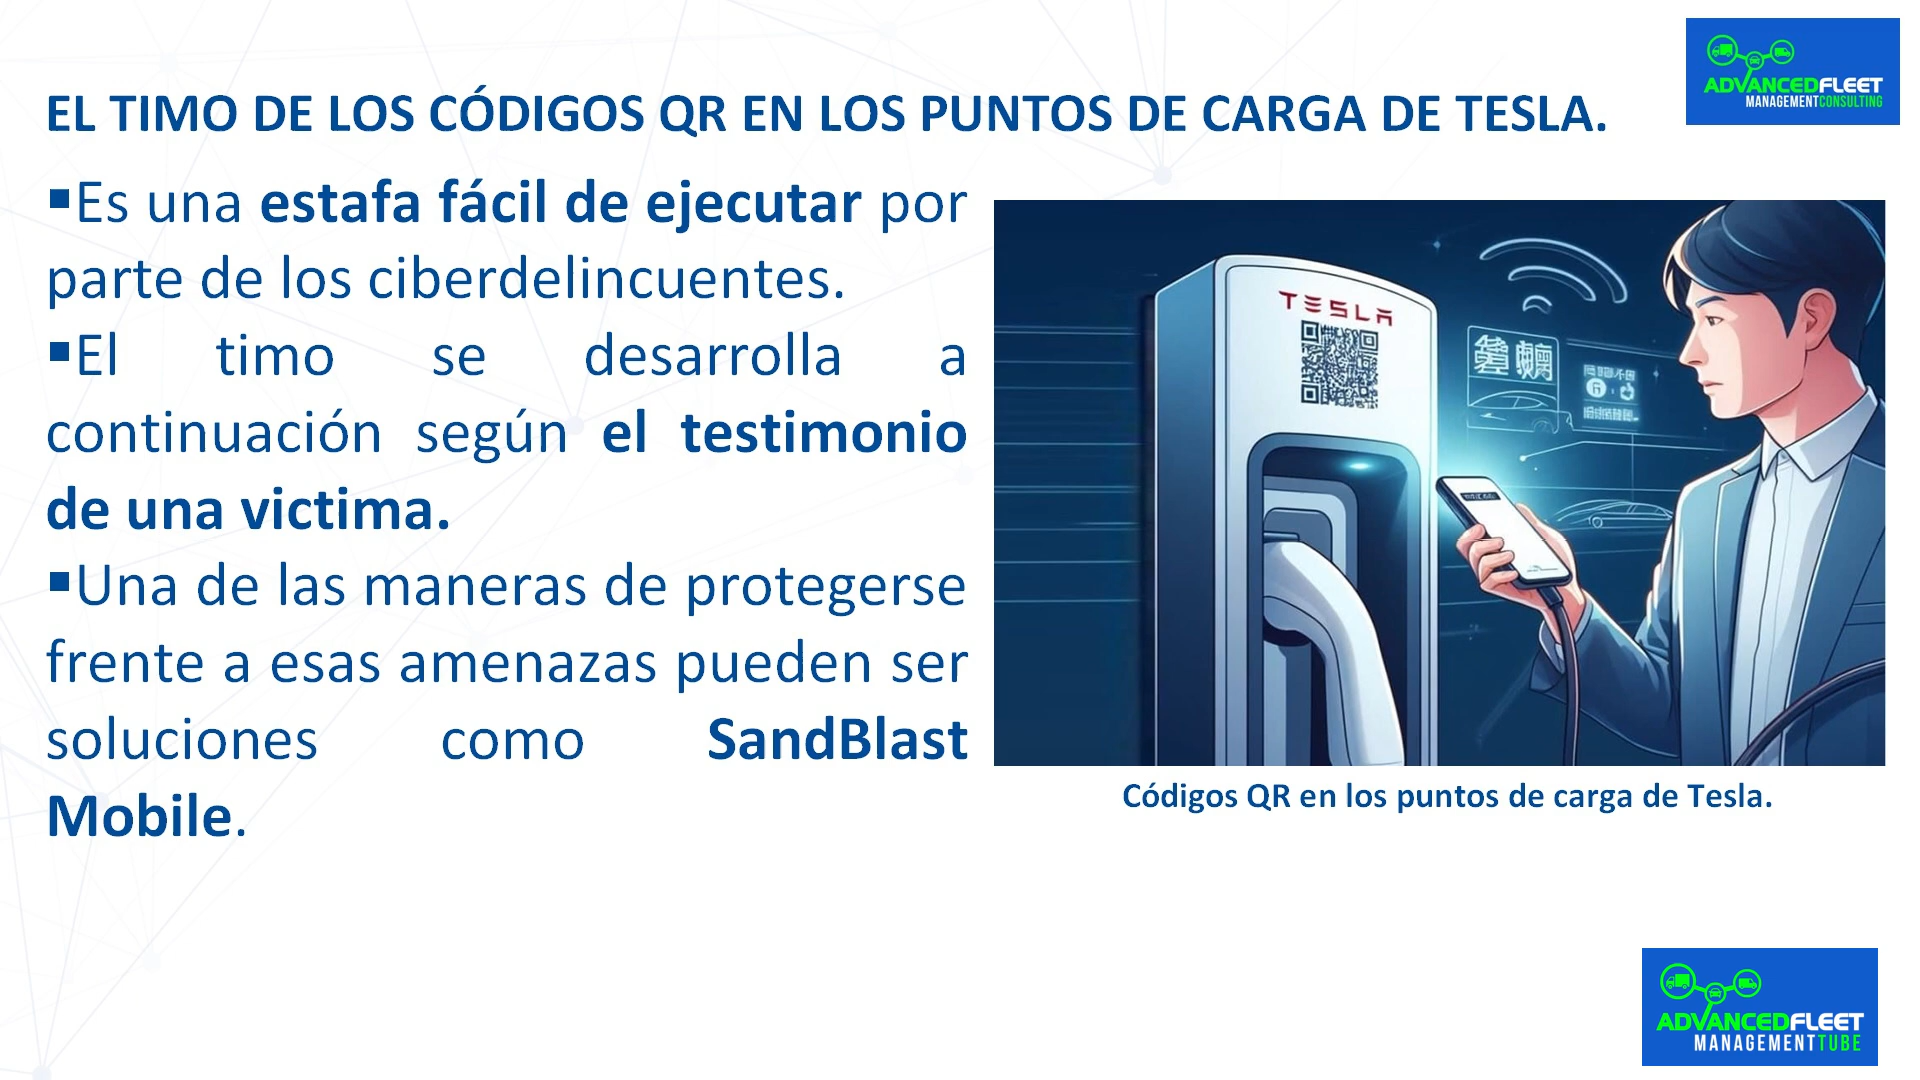 ADVANCEDFLEET
MANAGEMENTCONSULTING
EL TIMO DE LOS CÓDIGOS QR EN LOS PUNTOS DE CARGA DE TESLA.
▪Es una estafa fácil de ejecutar por
parte de los ciberdelincuentes.
▪El timo se desarrolla a
continuación según el testimonio
de una victima.
▪Una de las maneras de protegerse
frente a esas amenazas pueden ser
soluciones como SandBlast
Mobile.
TESLA
Códigos QR en los puntos de carga de Tesla.
ADVANCEDFLEET
MANAGEMENTTUBE